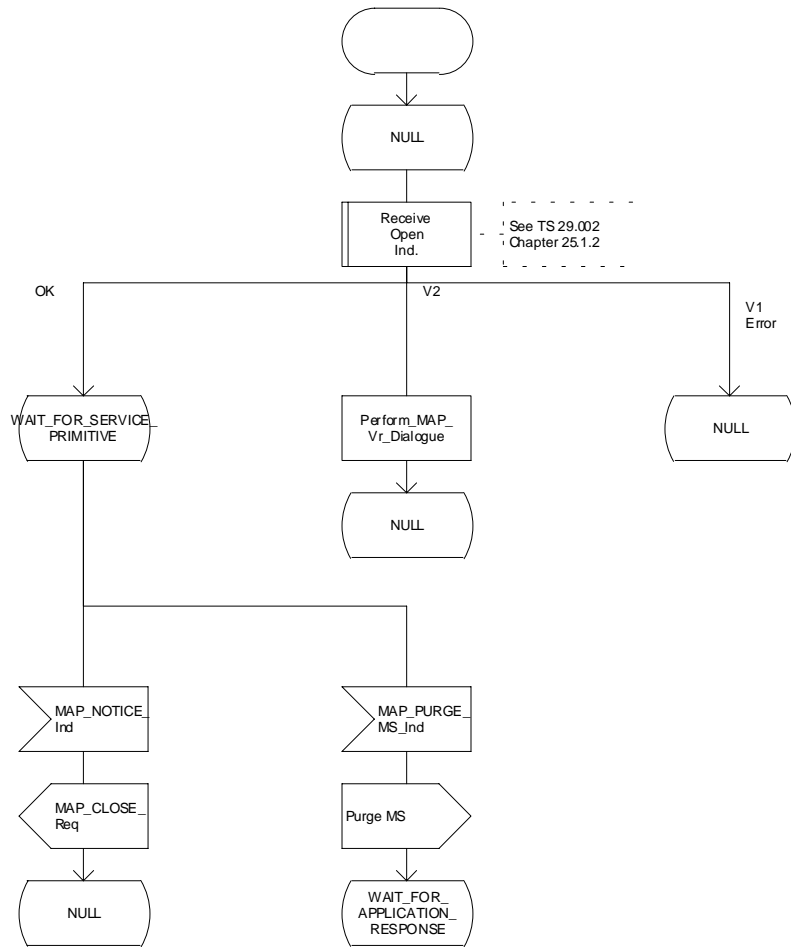 NULL
Receive
Open
Ind.
See TS 29.002
Chapter 25.1.2
OK
V2
V1
Error
WAIT_FOR_SERVICE_
PRIMITIVE
Perform_MAP_
Vr_Dialogue
NULL
NULL
MAP_NOTICE_
Ind
MAP_PURGE_
MS_Ind
MAP_CLOSE_
Req
Purge MS
NULL
WAIT_FOR_
APPLICATION_
RESPONSE